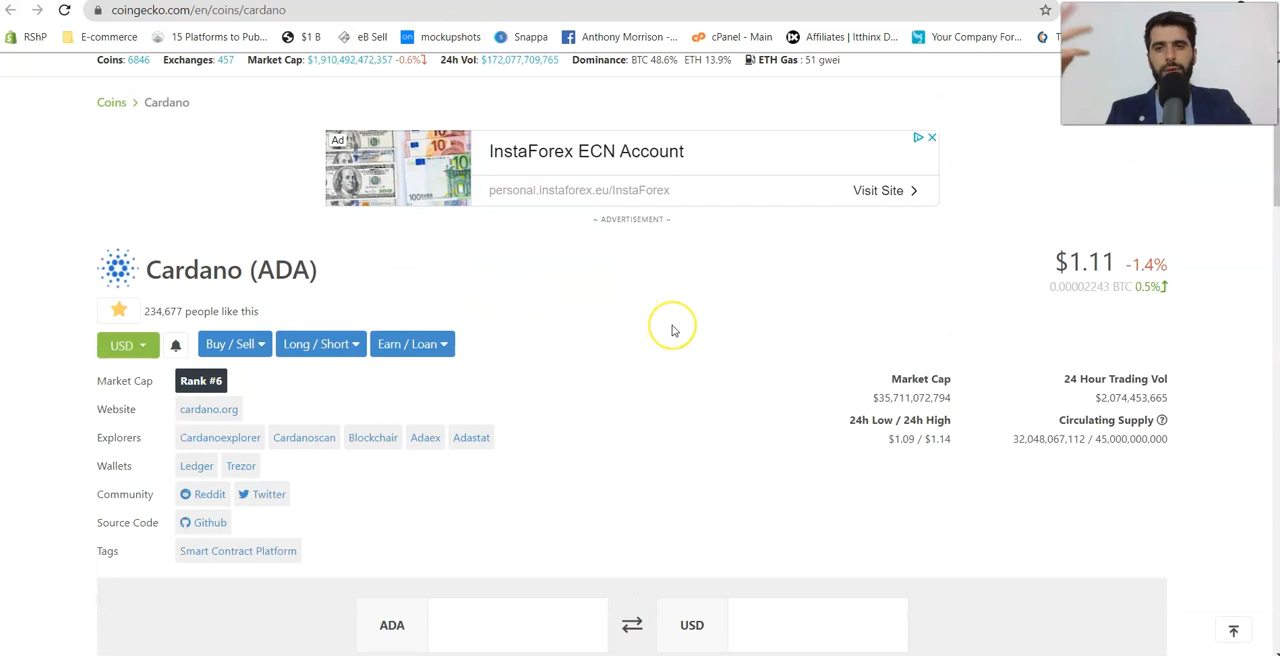 coingecko.com/en/coins/cardano
RShP E-commerce 15 Platforms to Pub... $1 B eB Sell mockupshots Snappa Anthony Morrison -... cPanel - Main Affiliates | Itthinx D... Your Company For...
Coins: 6846 Exchanges: 457 Market Cap: $1,910,492,472,357 -0.6% 24h Vol: $172,077,709,765 Dominance: BTC 48.6% ETH 13.9% ETH Gas : 51 gwei
Coins > Cardano
Ad
InstaForex ECN Account
personal.instaforex.eu/InstaForex Visit Site
– ADVERTISEMENT –
Cardano (ADA) $1.11 -1.4%
0.00002243 BTC 0.5%
234,677 people like this
USD Buy / Sell Long / Short Earn / Loan
Market Cap Rank #6 Market Cap 24 Hour Trading Vol
$35,711,072,794 $2,074,453,665
Website cardano.org 24h Low / 24h High Circulating Supply
Explorers Cardanoexplorer Cardanoscan Blockchair Adaex Adastat $1.09 / $1.14 32,048,067,112 / 45,000,000,000
Wallets Ledger Trezor
Community Reddit Twitter
Source Code Github
Tags Smart Contract Platform
ADA USD